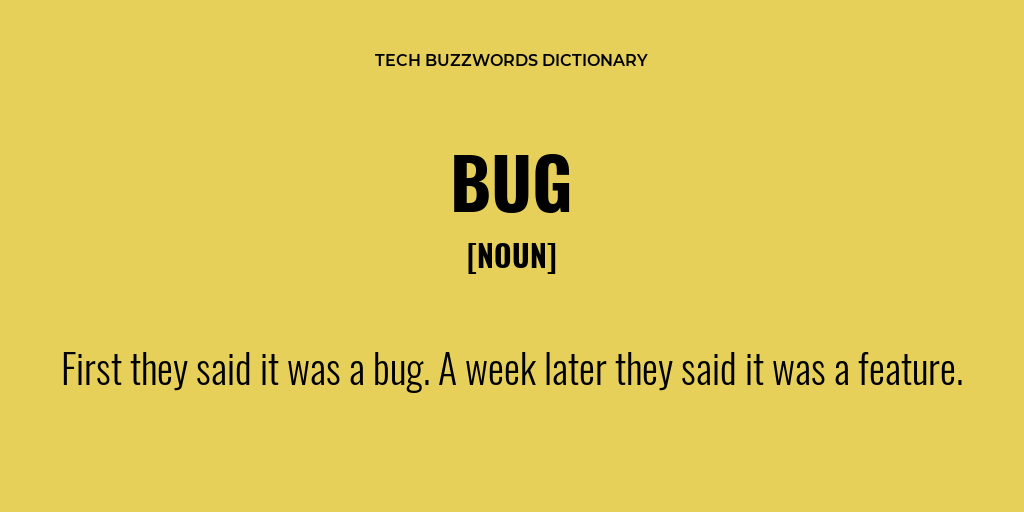 TECH BUZZWORDS DICTIONARY
BUG
[NOUN]
First they said it was a bug. A week later they said it was a feature.